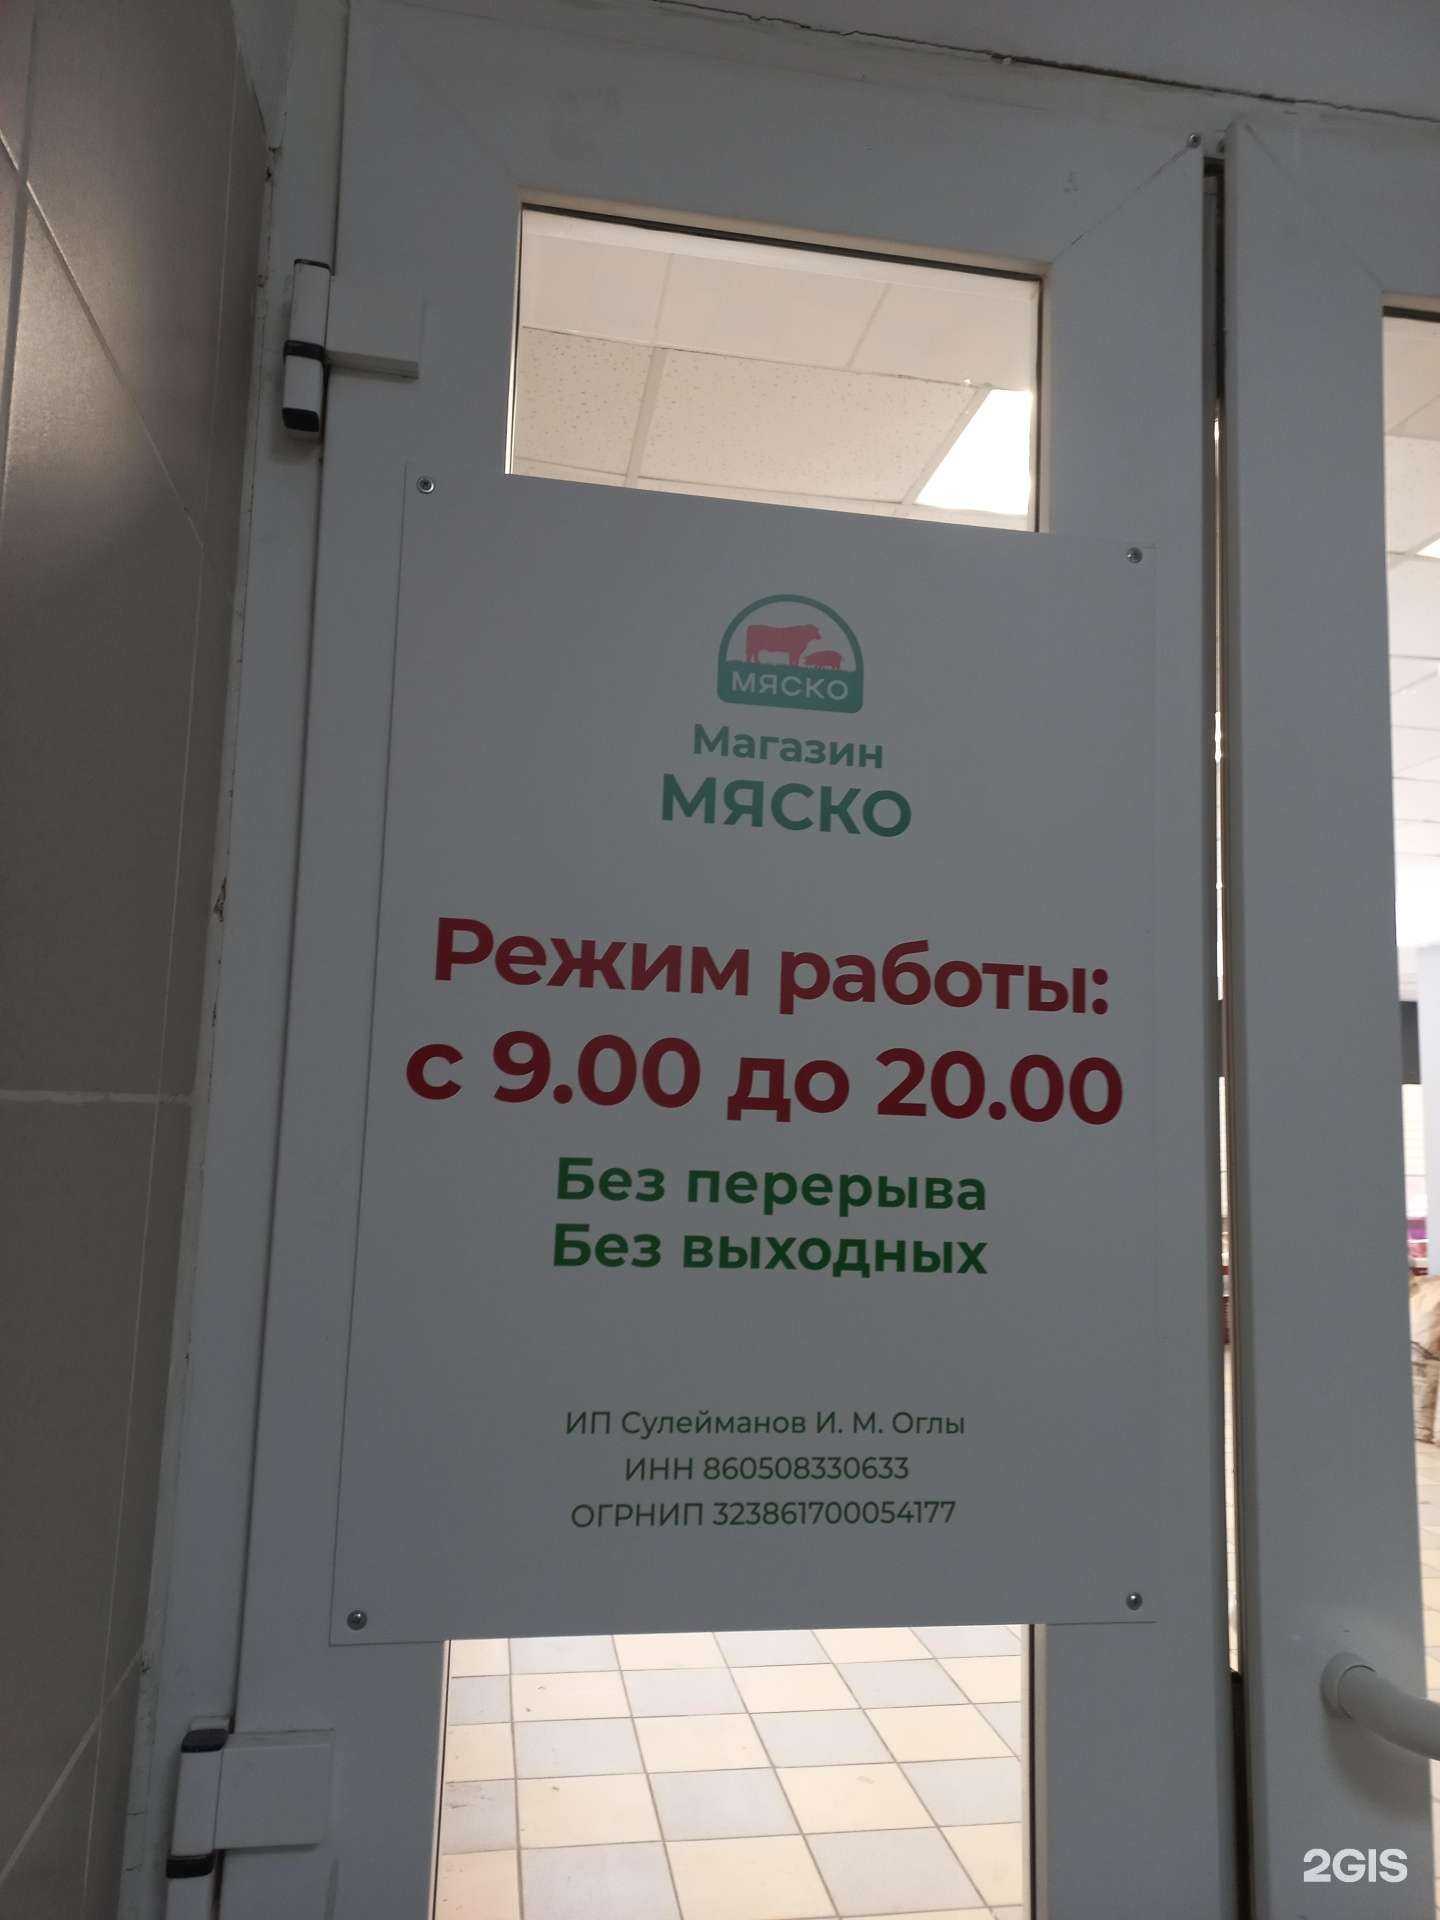 МЯСКО
Магазин
МЯСКО
Режим работы:
с 9.00 до 20.00
Без перерыва
Без выходных
ИП Сулейманов И. М. Оглы
ИНН 860508330633
ОГРНИП 323861700054177
2GIS